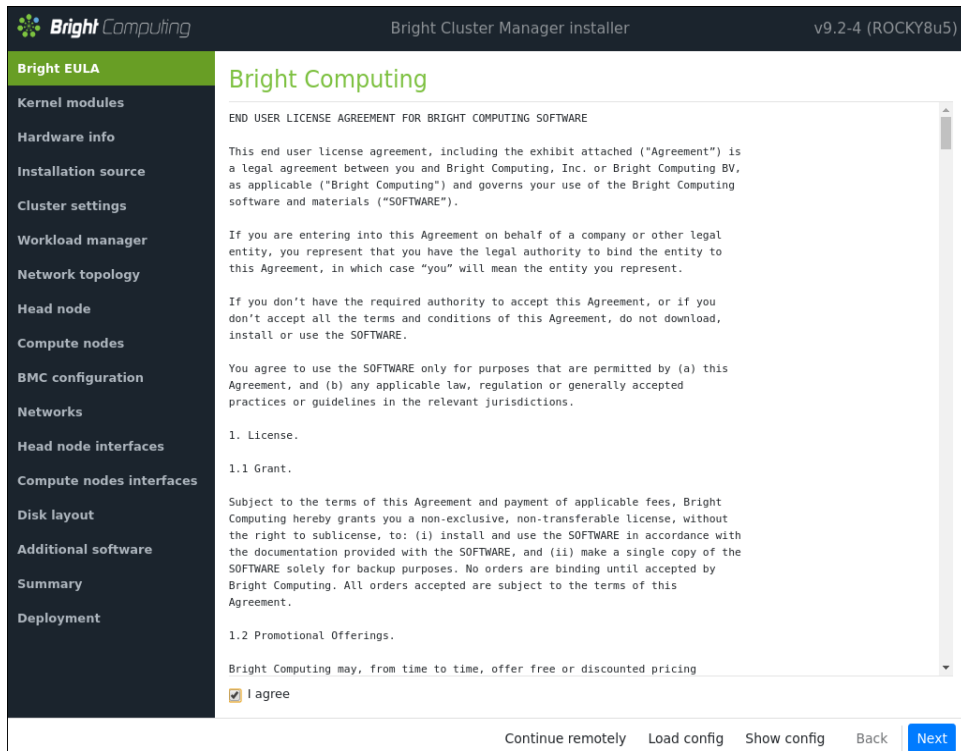 Bright Computing
Bright Cluster Manager installer
v9.2-4 (ROCKY8u5)
Bright EULA
Kernel modules
Hardware info
Installation source
Cluster settings
Workload manager
Network topology
Head node
Compute nodes
BMC configuration
Networks
Head node interfaces
Compute nodes interfaces
Disk layout
Additional software
Summary
Deployment
Bright Computing
END USER LICENSE AGREEMENT FOR BRIGHT COMPUTING SOFTWARE
This end user license agreement, including the exhibit attached ("Agreement”) is
a legal agreement between you and Bright Computing, Inc. or Bright Computing BV,
as applicable ("Bright Computing") and governs your use of the Bright Computing
software and materials (“SOFTWARE”).
If you are entering into this Agreement on behalf of a company or other legal
entity, you represent that you have the legal authority to bind the entity to
this Agreement, in which case “you” will mean the entity you represent.
If you don’t have the required authority to accept this Agreement, or if you
don’t accept all the terms and conditions of this Agreement, do not download,
install or use the SOFTWARE.
You agree to use the SOFTWARE only for purposes that are permitted by (a) this
Agreement, and (b) any applicable law, regulation or generally accepted
practices or guidelines in the relevant jurisdictions.
1. License.
1.1 Grant.
Subject to the terms of this Agreement and payment of applicable fees, Bright
Computing hereby grants you a non-exclusive, non-transferable license, without
the right to sublicense, to: (i) install and use the SOFTWARE in accordance with
the documentation provided with the SOFTWARE, and (ii) make a single copy of the
SOFTWARE solely for backup purposes. No orders are binding until accepted by
Bright Computing. All orders accepted are subject to the terms of this
Agreement.
1.2 Promotional Offerings.
Bright Computing may, from time to time, offer free or discounted pricing
I agree
Continue remotely
Load config
Show config
Back
Next